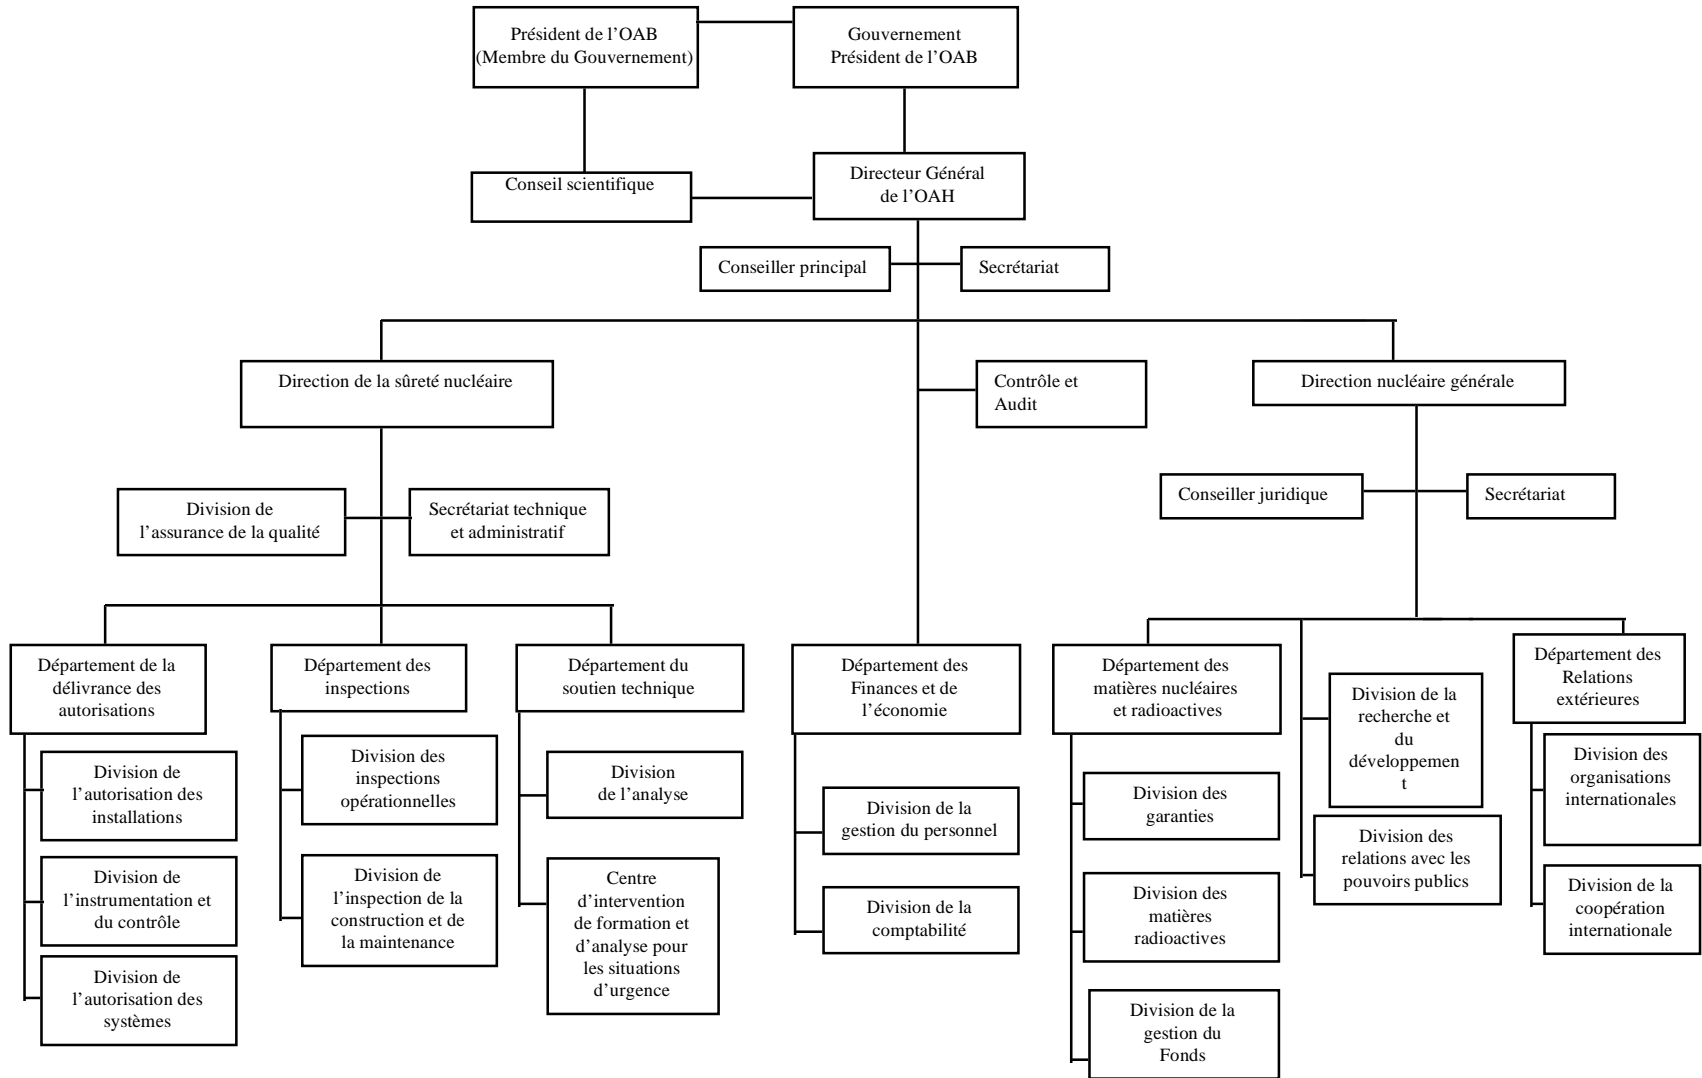 Président de l’OAB
(Membre du Gouvernement)
Gouvernement
Président de l’OAB
Conseil scientifique
Directeur Général
de l’OAH
Conseiller principal
Secrétariat
Direction de la sûreté nucléaire
Contrôle et
Audit
Direction nucléaire générale
Division de
l’assurance de la qualité
Secrétariat technique
et administratif
Conseiller juridique
Secrétariat
Département de la
délivrance des
autorisations
Division de
l’autorisation des
installations
Division de
l’instrumentation et
du contrôle
Division de
l’autorisation des
systèmes
Département des
inspections
Division des
inspections
opérationnelles
Division de
l’inspection de la
construction et de
la maintenance
Département du
soutien technique
Division
de l’analyse
Centre
d’intervention
de formation et
d’analyse pour
les situations
d’urgence
Département des
Finances et de
l’économie
Division de la
gestion du personnel
Division de la
comptabilité
Département des
matières nucléaires
et radioactives
Division des
garanties
Division des
matières
radioactives
Division de la
gestion du
Fonds
Division de la
recherche et
du
développemen
t
Division des
relations avec les
pouvoirs publics
Département des
Relations
extérieures
Division des
organisations
internationales
Division de la
coopération
internationale